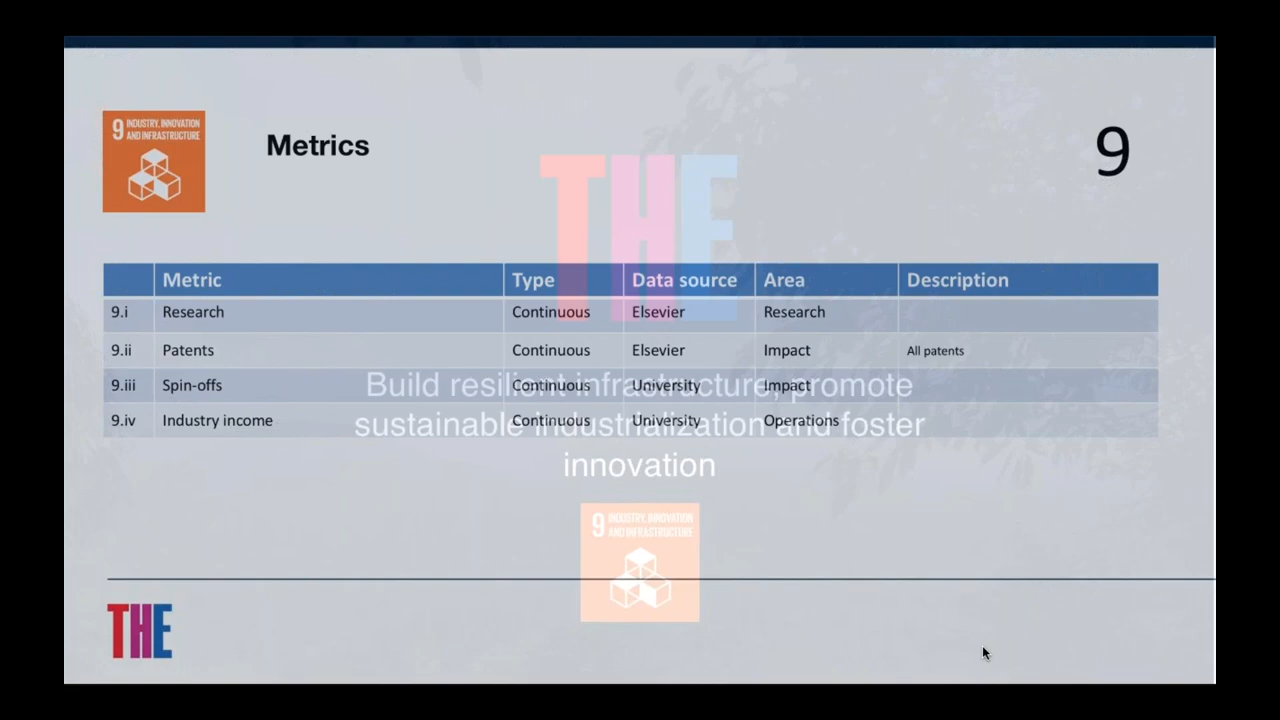 9 INDUSTRY, INNOVATION
AND INFRASTRUCTURE
Metrics
9
THE
Metric Type Data source Area Description
9.i Research Continuous Elsevier Research
9.ii Patents Continuous Elsevier Impact All patents
9.iii Spin-offs Continuous University Impact
9.iv Industry income Continuous University Operations
Build resilient infrastructure, promote
sustainable industrialization and foster
innovation
9 INDUSTRY, INNOVATION
AND INFRASTRUCTURE
THE